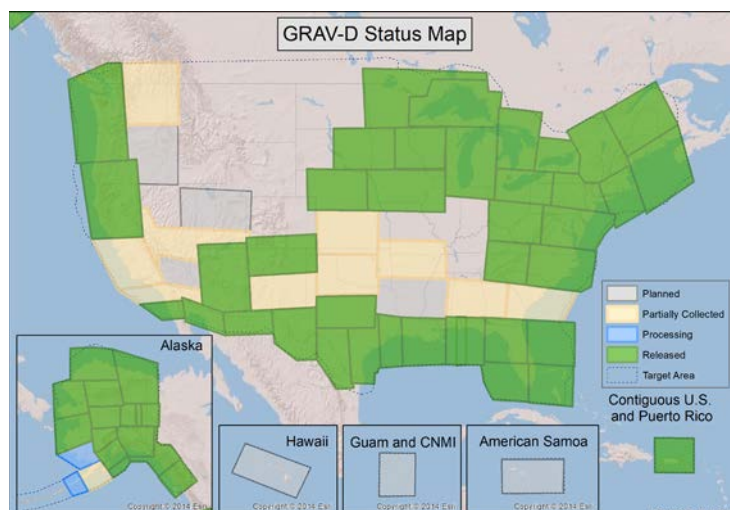 GRAV-D Status Map
Planned
Partially Collected
Processing
Released
Target Area
Alaska
Contiguous U.S.
and Puerto Rico
Hawaii
Guam and CNMI
American Samoa
Copyright © 2014 Esri
Copyright © 2014 Esri
Copyright © 2014 Esri
Copyright © 2014 Esri